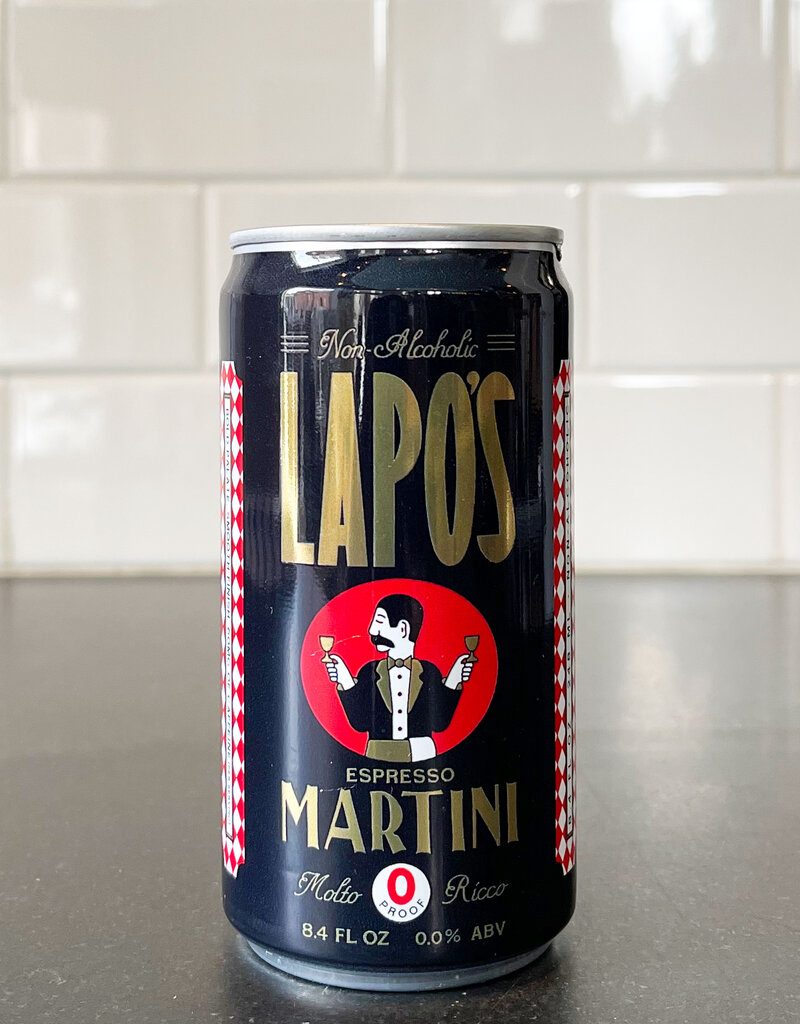 Non-Alcoholic
LAPO'S
ESPRESSO
MARTINI
Molto
0
PROOF
Ricco
8.4 FL OZ 0.0% ABV